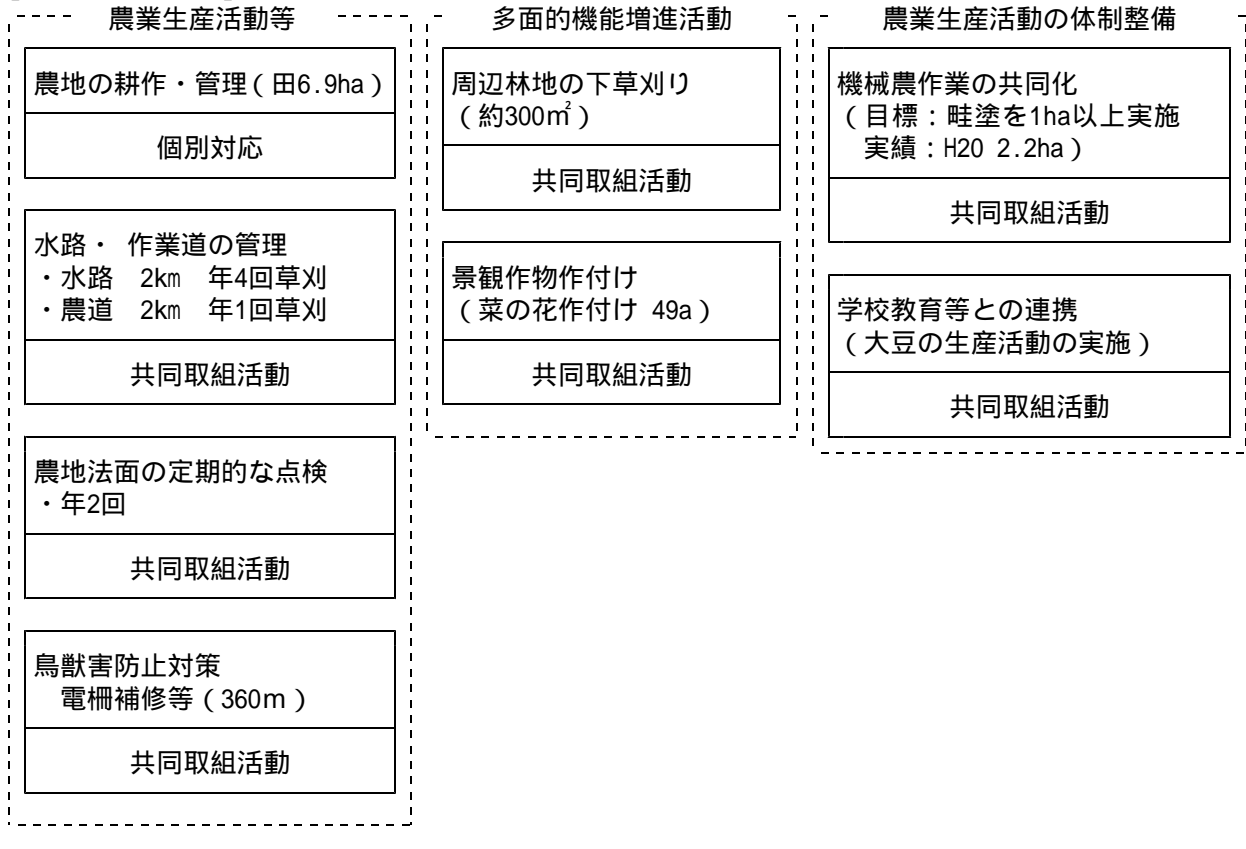 農業生産活動等
農地の耕作・管理(田6.9ha)
個別対応
水路・ 作業道の管理
・水路 2km 年4回草刈
・農道 2km 年1回草刈
共同取組活動
農地法面の定期的な点検
・年2回
共同取組活動
鳥獣害防止対策
電柵補修等(360m)
共同取組活動
多面的機能増進活動
周辺林地の下草刈り
(約300㎡)
共同取組活動
景観作物作付け
(菜の花作付け 49a)
共同取組活動
農業生産活動の体制整備
機械農作業の共同化
(目標:畦塗を1ha以上実施
実績:H20 2.2ha)
共同取組活動
学校教育等との連携
(大豆の生産活動の実施)
共同取組活動